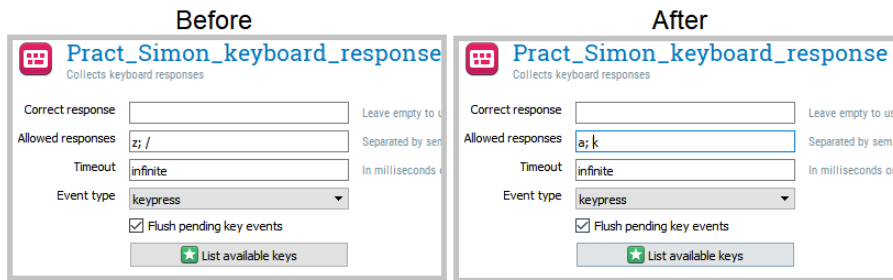 Before
Pract_Simon_keyboard_response
Collects keyboard responses
Correct response
Leave empty to
Allowed responses z; /
Separated by
Timeout infinite
In milliseconds
Event type keypress
Flush pending key events
List available keys
After
Pract_Simon_keyboard_response
Collects keyboard responses
Correct response
Leave empty to us
Allowed responses a; k
Separated by sem
Timeout infinite
In milliseconds o
Event type keypress
Flush pending key events
List available keys